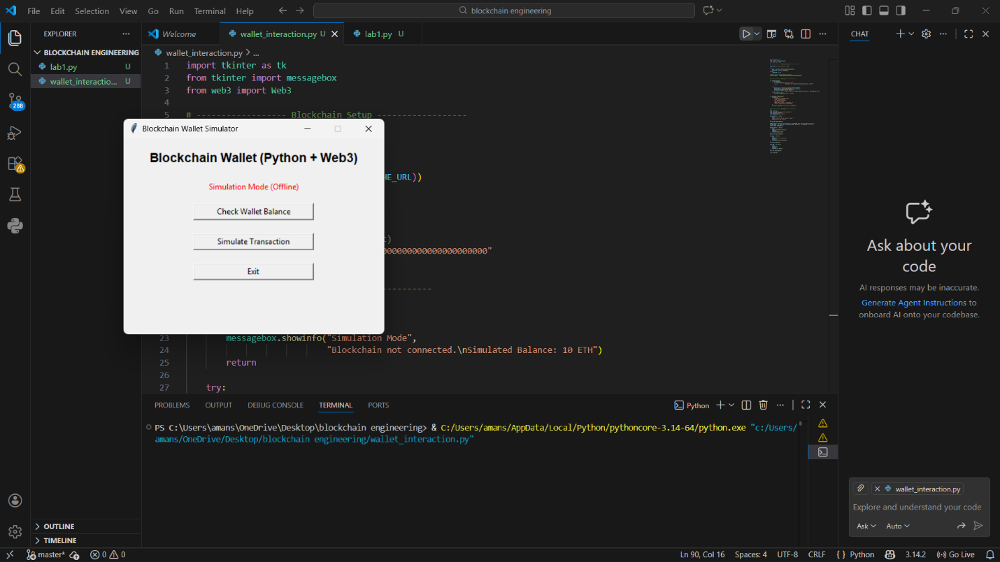 File Edit Selection View Go Run Terminal Help
blockchain engineering
EXPLORER
BLOCKCHAIN ENGINEERING
lab1.py U
wallet_interactio... U
288
OUTLINE
TIMELINE
Welcome
wallet_interaction.py U
lab1.py U
wallet_interaction.py > ...
1 import tkinter as tk
2 from tkinter import messagebox
3 from web3 import Web3
4
5 # ---------------- Blockchain Setup ------------------
Blockchain Wallet Simulator
Blockchain Wallet (Python + Web3)
Simulation Mode (Offline)
Check Wallet Balance
Simulate Transaction
Exit
HE_URL))
t)
000000000000000000000"
----------
23 messagebox.showinfo("Simulation Mode",
24 "Blockchain not connected.\nSimulated Balance: 10 ETH")
25 return
26
27 try:
PROBLEMS OUTPUT DEBUG CONSOLE TERMINAL PORTS
Python
PS C:\Users\amans\OneDrive\Desktop\blockchain engineering> & C:/Users/amans/AppData/Local/Python/pythoncore-3.14-64/python.exe "c:/Users/
amans/OneDrive/Desktop/blockchain engineering/wallet_interaction.py"
CHAT
Ask about your
code
AI responses may be inaccurate.
Generate Agent Instructions to
onboard AI onto your codebase.
wallet_interaction.py
Explore and understand your code
Ask Auto
master* 0 0 Ln 90, Col 16 Spaces: 4 UTF-8 CRLF { } Python 3.14.2 Go Live